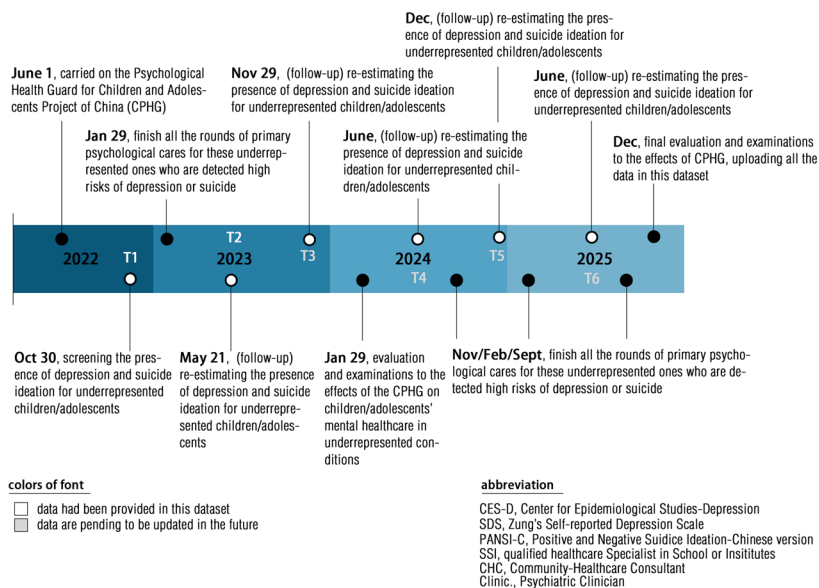 Dec, (follow-up) re-estimating the pres-
ence of depression and suicide ideation for
underrepresented children/adolescents
June 1, carried on the Psychological
Health Guard for Children and Adoles-
cents Project of China (CPHG)
Nov 29, (follow-up) re-estimating the
presence of depression and suicide ideation
for underrepresented children/adolescents
June, (follow-up) re-estimating the pres-
ence of depression and suicide ideation for
underrepresented children/adolescents
Jan 29, finish all the rounds of primary
psychological cares for these underrep-
resented ones who are detected high
risks of depression or suicide
June, (follow-up) re-estimating the
presence of depression and suicide
ideation for underrepresented chil-
dren/adolescents
Dec, final evaluation and examinations
to the effects of CPHG, uploading all the
data in this dataset
2022
T1
T2
2023
T3
2024
T4
T5
2025
T6
Oct 30, screening the pres-
ence of depression and suicide
ideation for underrepresented
children/adolescents
May 21, (follow-up)
re-estimating the presence
of depression and suicide
ideation for underrepre-
sented children/adoles-
cents
Jan 29, evaluation
and examinations to the
effects of the CPHG on
children/adolescents'
mental healthcare in
underrepresented con-
ditions
Nov/Feb/Sept, finish all the rounds of primary psycho-
logical cares for these underrepresented ones who are de-
tected high risks of depression or suicide
colors of font
data had been provided in this dataset
data are pending to be updated in the future
abbreviation
CES-D, Center for Epidemiological Studies-Depression
SDS, Zung's Self-reported Depression Scale
PANSI-C, Positive and Negative Suidice Ideation-Chinese version
SSI, qualified healthcare Specialist in School or Insititutes
CHC, Community-Healthcare Consultant
Clinic., Psychiatric Clinician